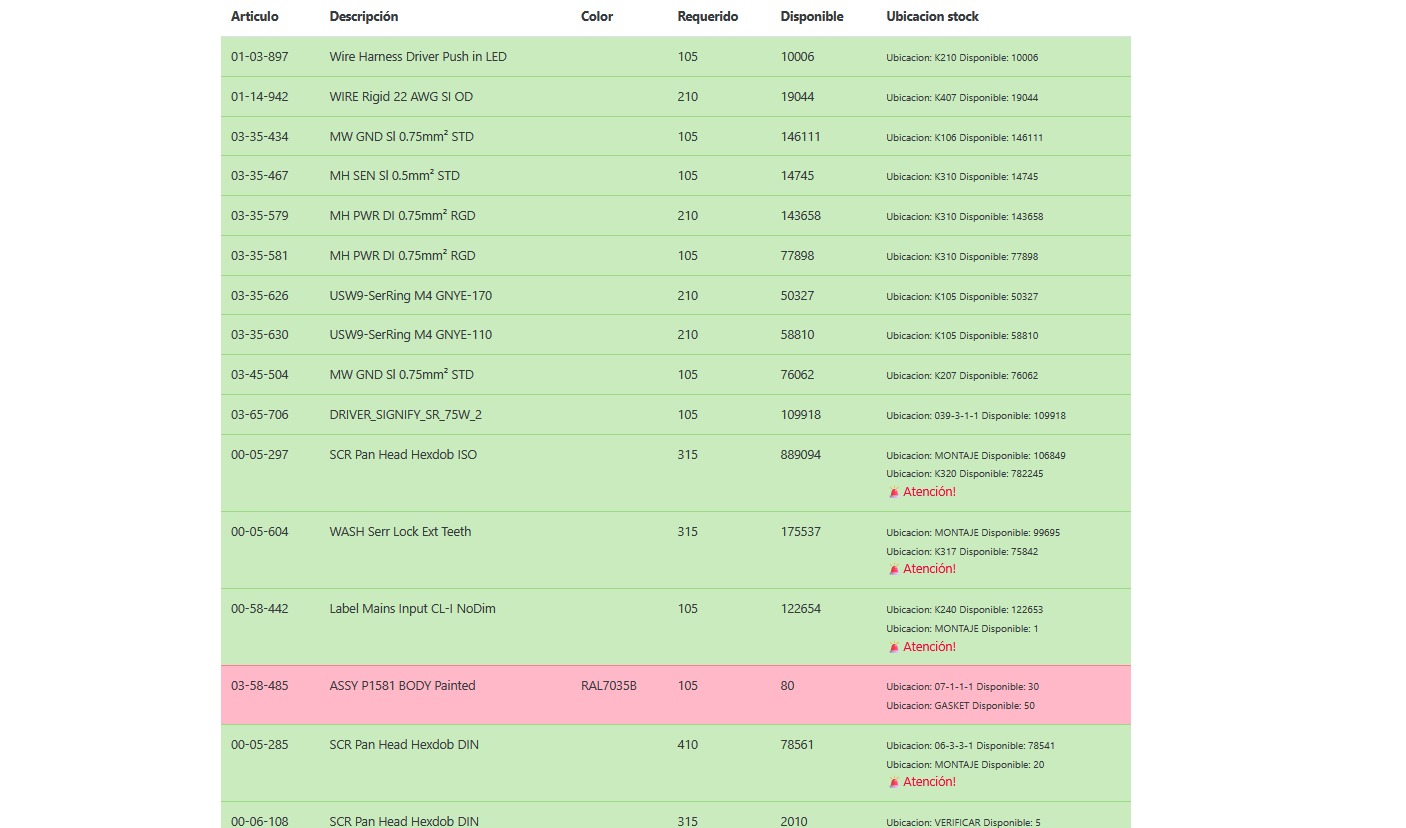 Articulo Descripción Color Requerido Disponible Ubicacion stock
01-03-897 Wire Harness Driver Push in LED 105 10006 Ubicacion: K210 Disponible: 10006
01-14-942 WIRE Rigid 22 AWG SI OD 210 19044 Ubicacion: K407 Disponible: 19044
03-35-434 MW GND Sl 0.75mm² STD 105 146111 Ubicacion: K106 Disponible: 146111
03-35-467 MH SEN Sl 0.5mm² STD 105 14745 Ubicacion: K310 Disponible: 14745
03-35-579 MH PWR DI 0.75mm² RGD 210 143658 Ubicacion: K310 Disponible: 143658
03-35-581 MH PWR DI 0.75mm² RGD 105 77898 Ubicacion: K310 Disponible: 77898
03-35-626 USW9-SerRing M4 GNYE-170 210 50327 Ubicacion: K105 Disponible: 50327
03-35-630 USW9-SerRing M4 GNYE-110 210 58810 Ubicacion: K105 Disponible: 58810
03-45-504 MW GND Sl 0.75mm² STD 105 76062 Ubicacion: K207 Disponible: 76062
03-65-706 DRIVER_SIGNIFY_SR_75W_2 105 109918 Ubicacion: 039-3-1-1 Disponible: 109918
00-05-297 SCR Pan Head Hexdob ISO 315 889094 Ubicacion: MONTAJE Disponible: 106849
Ubicacion: K320 Disponible: 782245
Atención!
00-05-604 WASH Serr Lock Ext Teeth 315 175537 Ubicacion: MONTAJE Disponible: 99695
Ubicacion: K317 Disponible: 75842
Atención!
00-58-442 Label Mains Input CL-I NoDim 105 122654 Ubicacion: K240 Disponible: 122653
Ubicacion: MONTAJE Disponible: 1
Atención!
03-58-485 ASSY P1581 BODY Painted RAL7035B 105 80 Ubicacion: 07-1-1-1 Disponible: 30
Ubicacion: GASKET Disponible: 50
00-05-285 SCR Pan Head Hexdob DIN 410 78561 Ubicacion: 06-3-3-1 Disponible: 78541
Ubicacion: MONTAJE Disponible: 20
Atención!
00-06-108 SCR Pan Head Hexdob DIN 315 2010 Ubicacion: VERIFICAR Disponible: 5